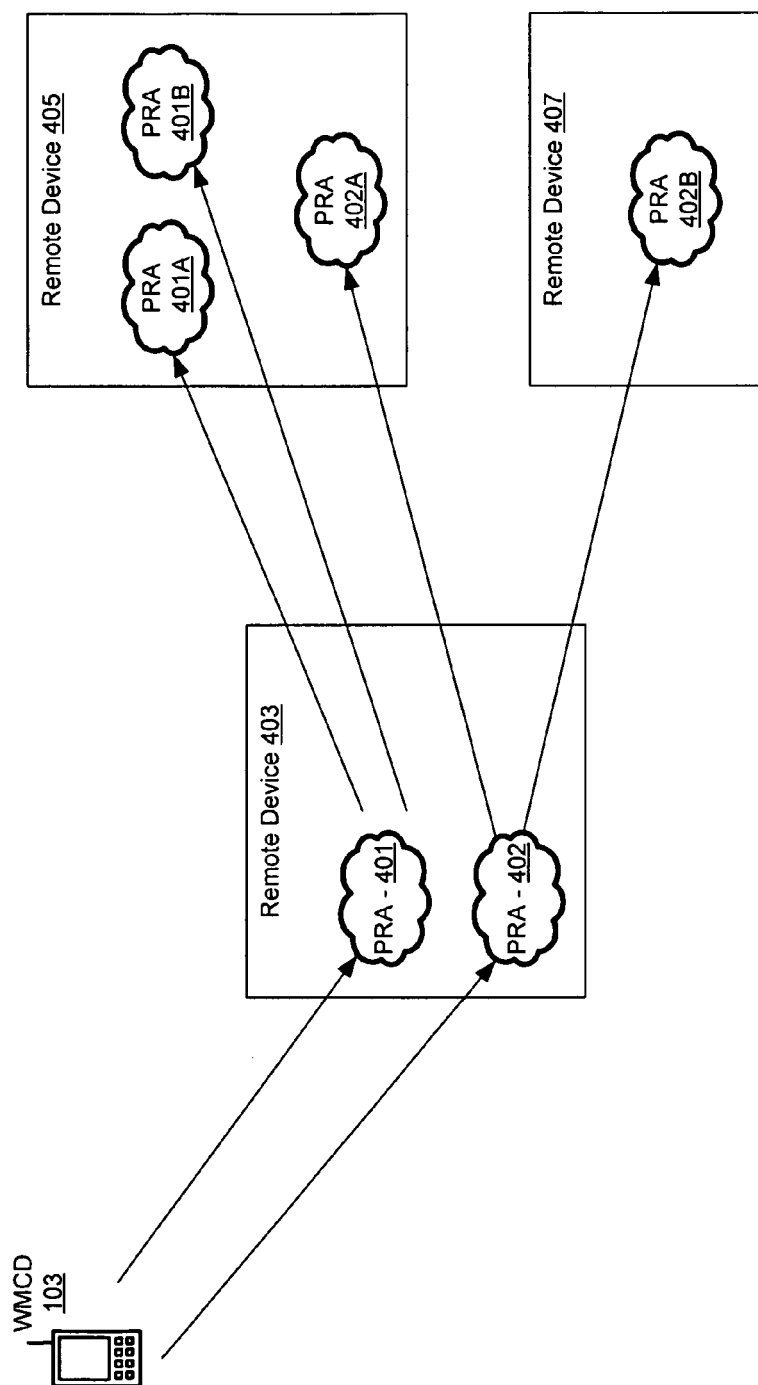 WMCD
103
Remote Device 403
PRA - 401
PRA - 402
Remote Device 405
PRA
401A
PRA
401B
PRA
402A
Remote Device 407
PRA
402B